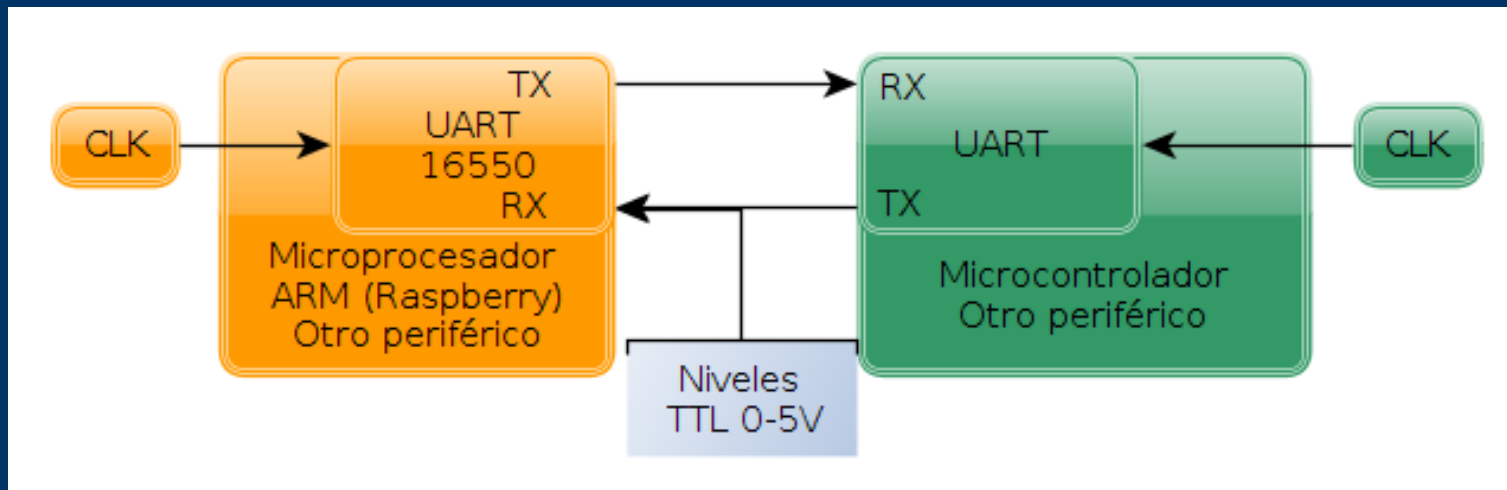 CLK
TX
UART
16550
RX
Microprocesador
ARM (Raspberry)
Otro periférico
RX
UART
TX
Microcontrolador
Otro periférico
CLK
Niveles
TTL 0-5V